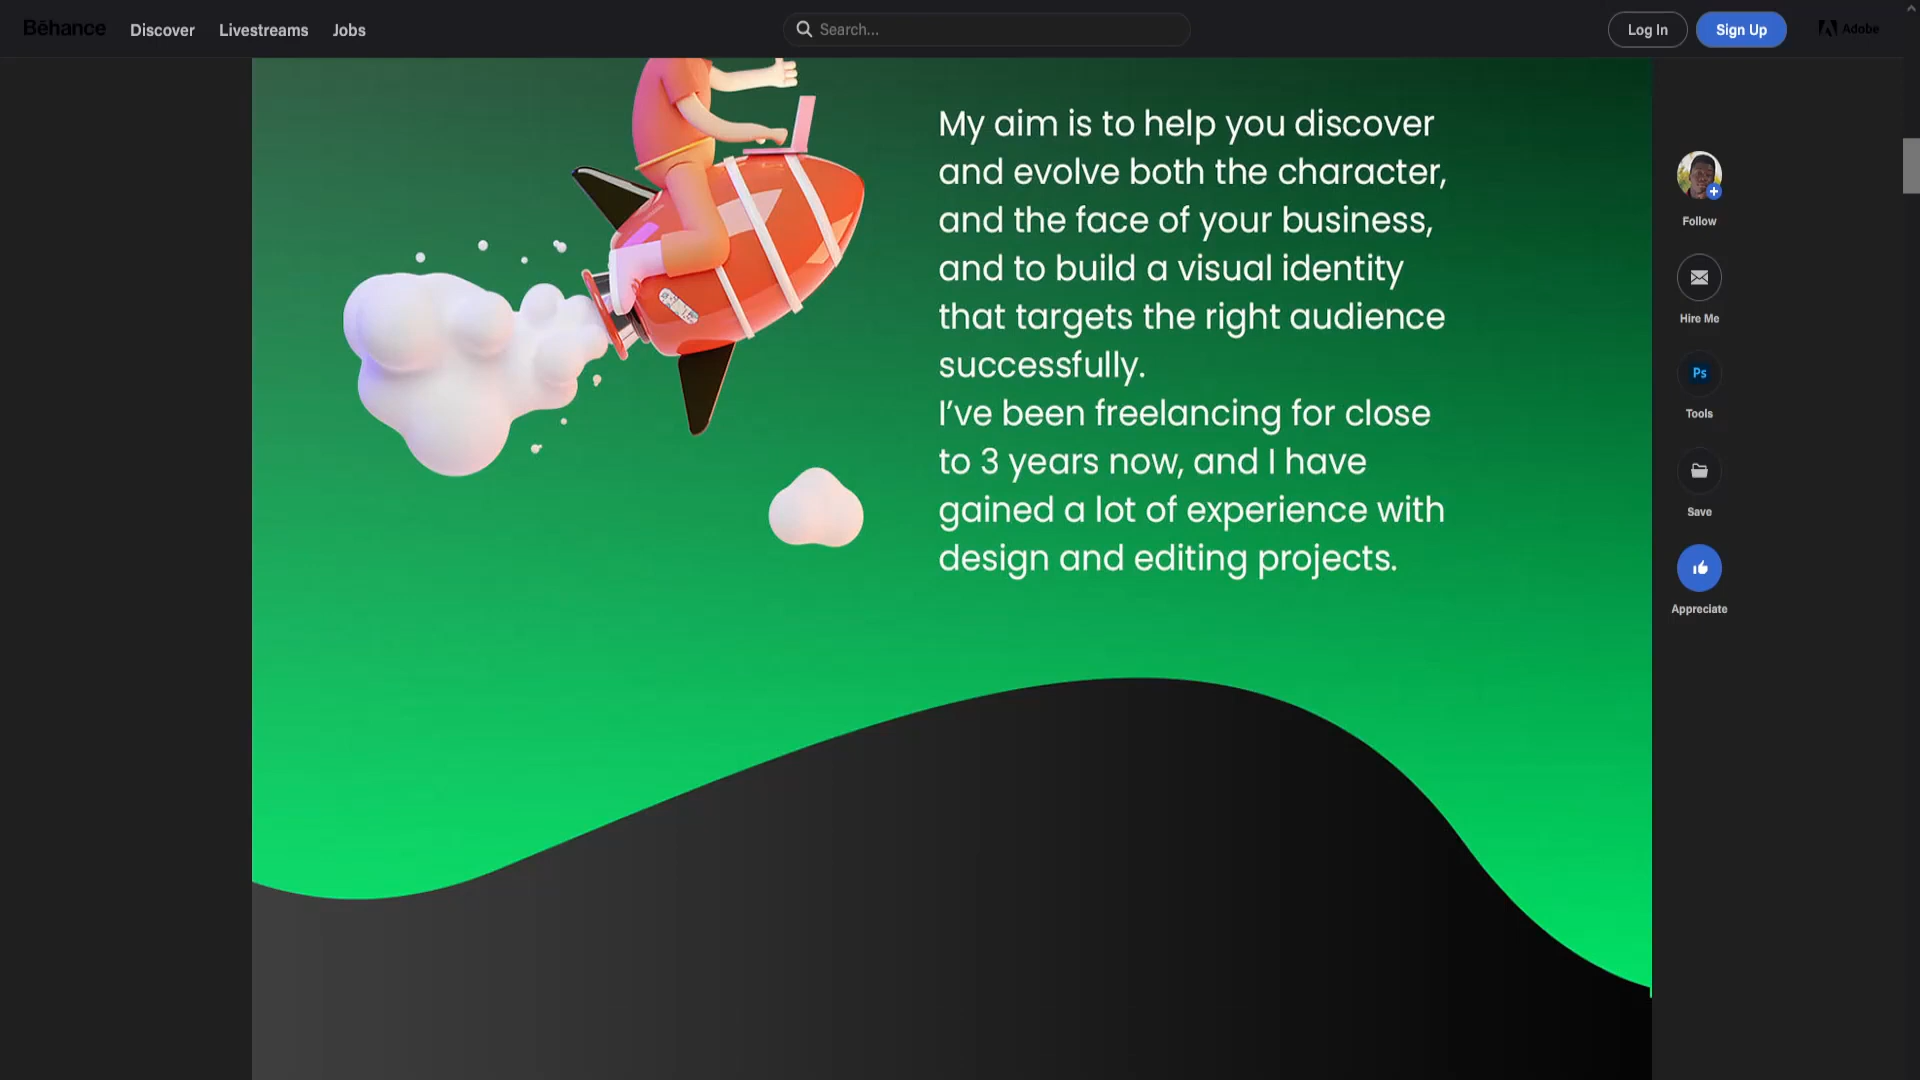 Bēhance
Discover
Livestreams
Jobs
Search...
Log In
Sign Up
Adobe
My aim is to help you discover
and evolve both the character,
and the face of your business,
and to build a visual identity
that targets the right audience
successfully.
I’ve been freelancing for close
to 3 years now, and I have
gained a lot of experience with
design and editing projects.
Follow
Hire Me
Ps
Tools
Save
Appreciate